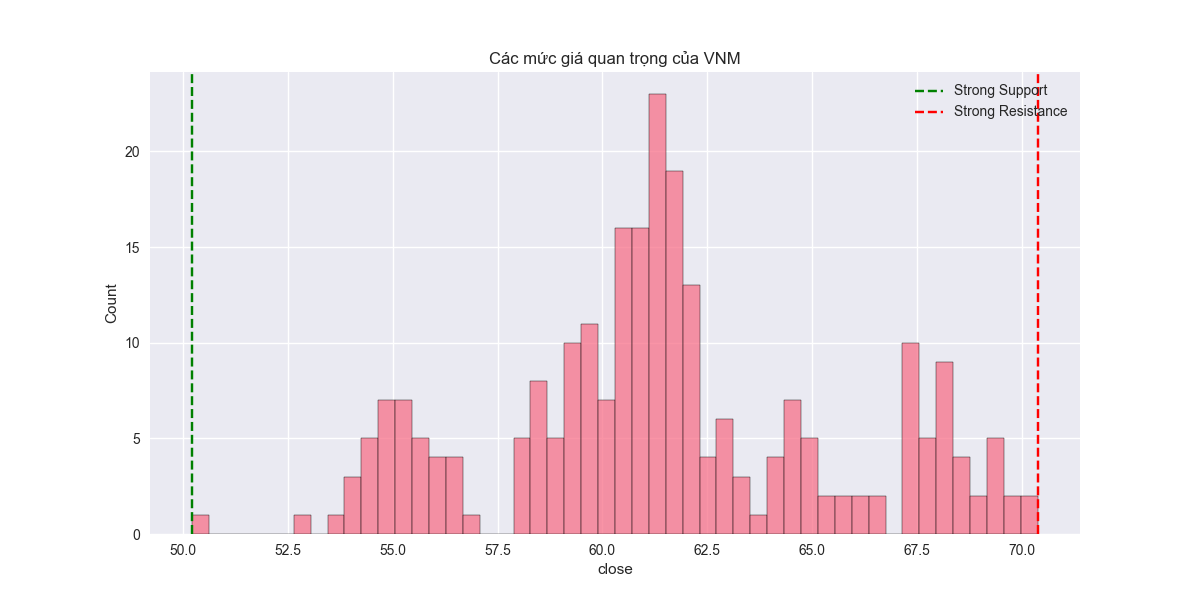 Các mức giá quan trọng của VNM
Strong Support
Strong Resistance
Count
20
15
10
5
0
50.0 52.5 55.0 57.5 60.0 62.5 65.0 67.5 70.0
close